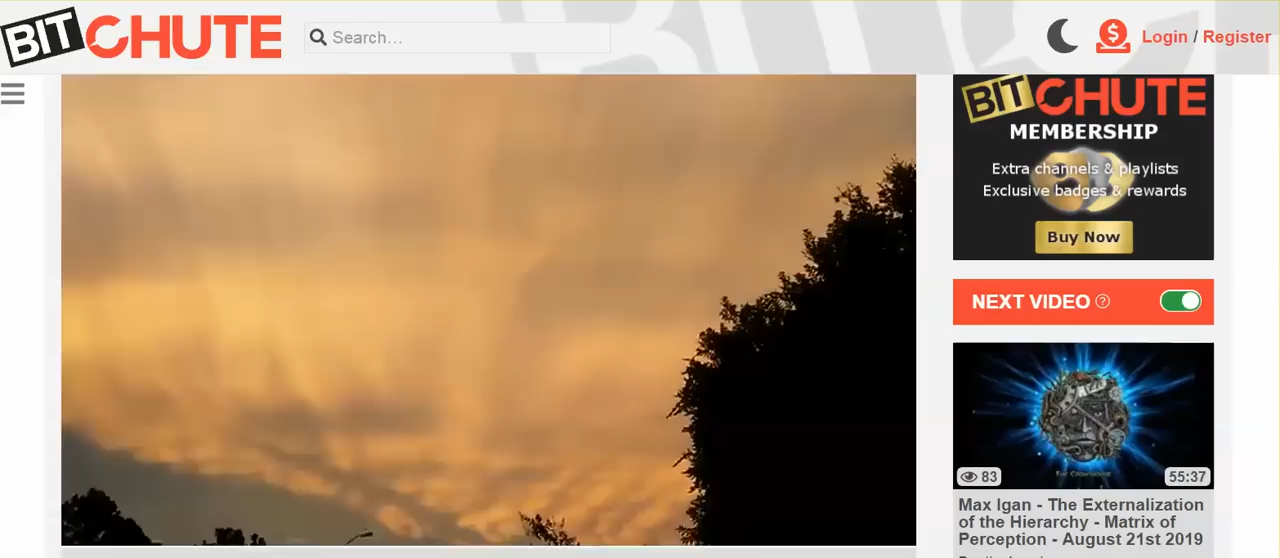 BITCHUTE
Search...
$
Login / Register
BITCHUTE
MEMBERSHIP
Extra channels & playlists
Exclusive badges & rewards
Buy Now
NEXT VIDEO ?
83
55:37
Max Igan - The Externalization
of the Hierarchy - Matrix of
Perception - August 21st 2019